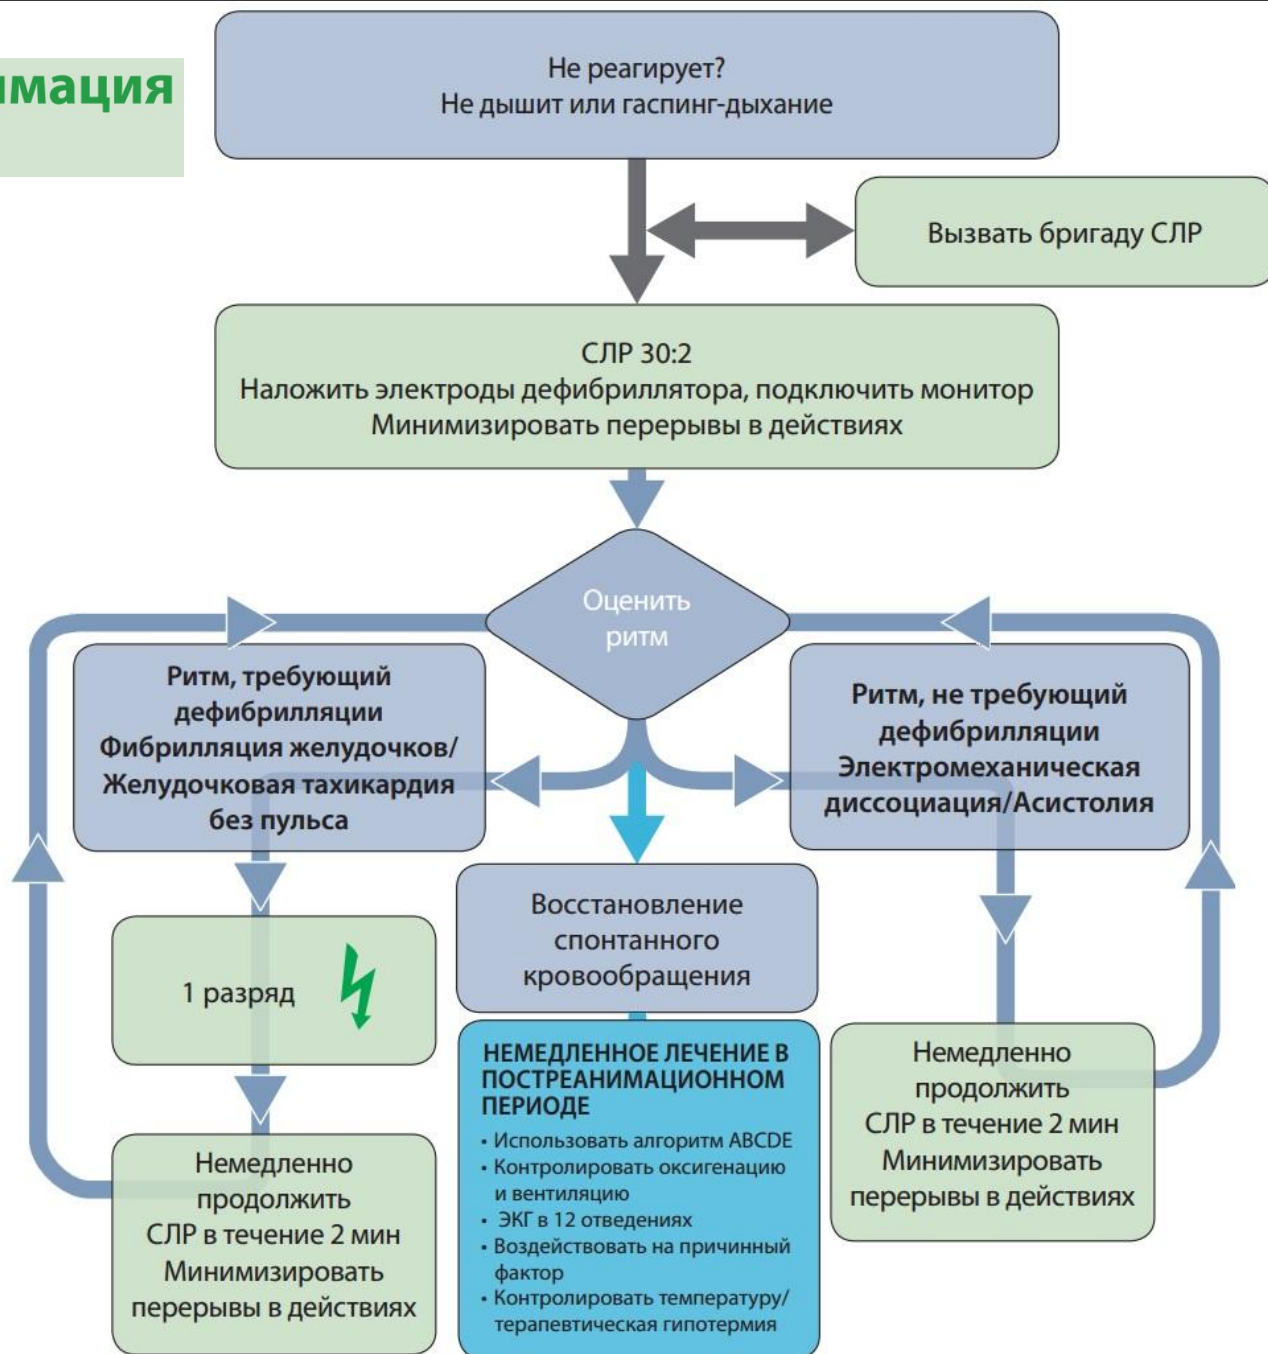 имация
Не реагирует?
Не дышит или гаспинг-дыхание
Вызвать бригаду СЛР
СЛР 30:2
Наложить электроды дефибриллятора, подключить монитор
Минимизировать перерывы в действиях
Оценить
ритм
Ритм, требующий
дефибрилляции
Фибрилляция желудочков/
Желудочковая тахикардия
без пульса
Ритм, не требующий
дефибрилляции
Электромеханическая
диссоциация/Асистолия
1 разряд
Немедленно
продолжить
СЛР в течение 2 мин
Минимизировать
перерывы в действиях
Восстановление
спонтанного
кровообращения
НЕМЕДЛЕННОЕ ЛЕЧЕНИЕ В
ПОСТРЕАНИМАЦИОННОМ
ПЕРИОДЕ
• Использовать алгоритм ABCDE
• Контролировать оксигенацию
и вентиляцию
• ЭКГ в 12 отведениях
• Воздействовать на причинный
фактор
• Контролировать температуру/
терапевтическая гипотермия
Немедленно
продолжить
СЛР в течение 2 мин
Минимизировать
перерывы в действиях